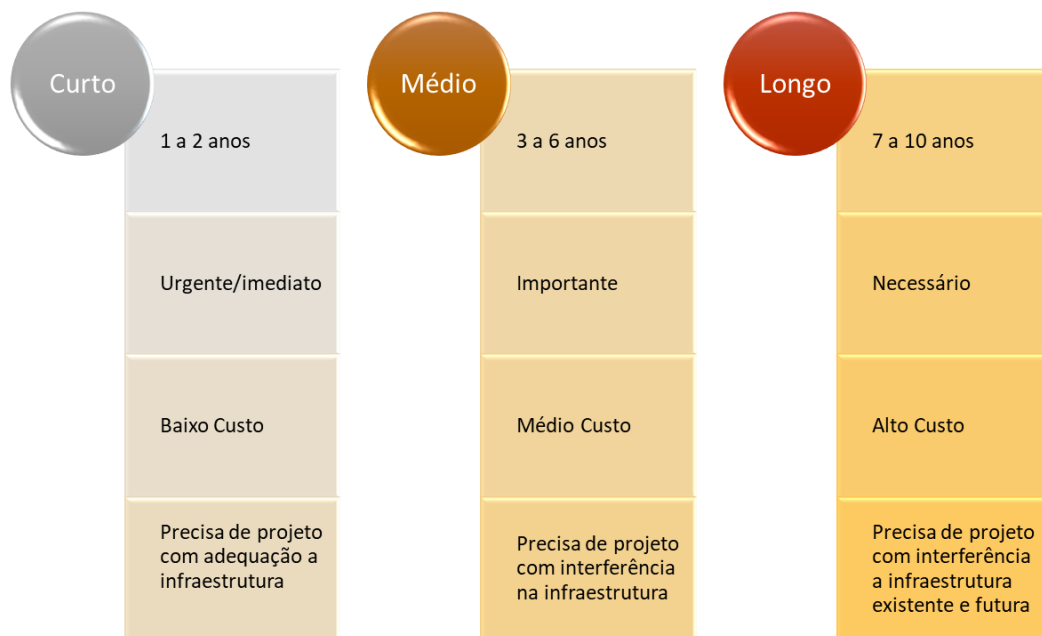 Curto
1 a 2 anos
Urgente/imediato
Baixo Custo
Precisa de projeto
com adequação a
infraestrutura
Médio
3 a 6 anos
Importante
Médio Custo
Precisa de projeto
com interferência
na infraestrutura
Longo
7 a 10 anos
Necessário
Alto Custo
Precisa de projeto
com interferência
a infraestrutura
existente e futura